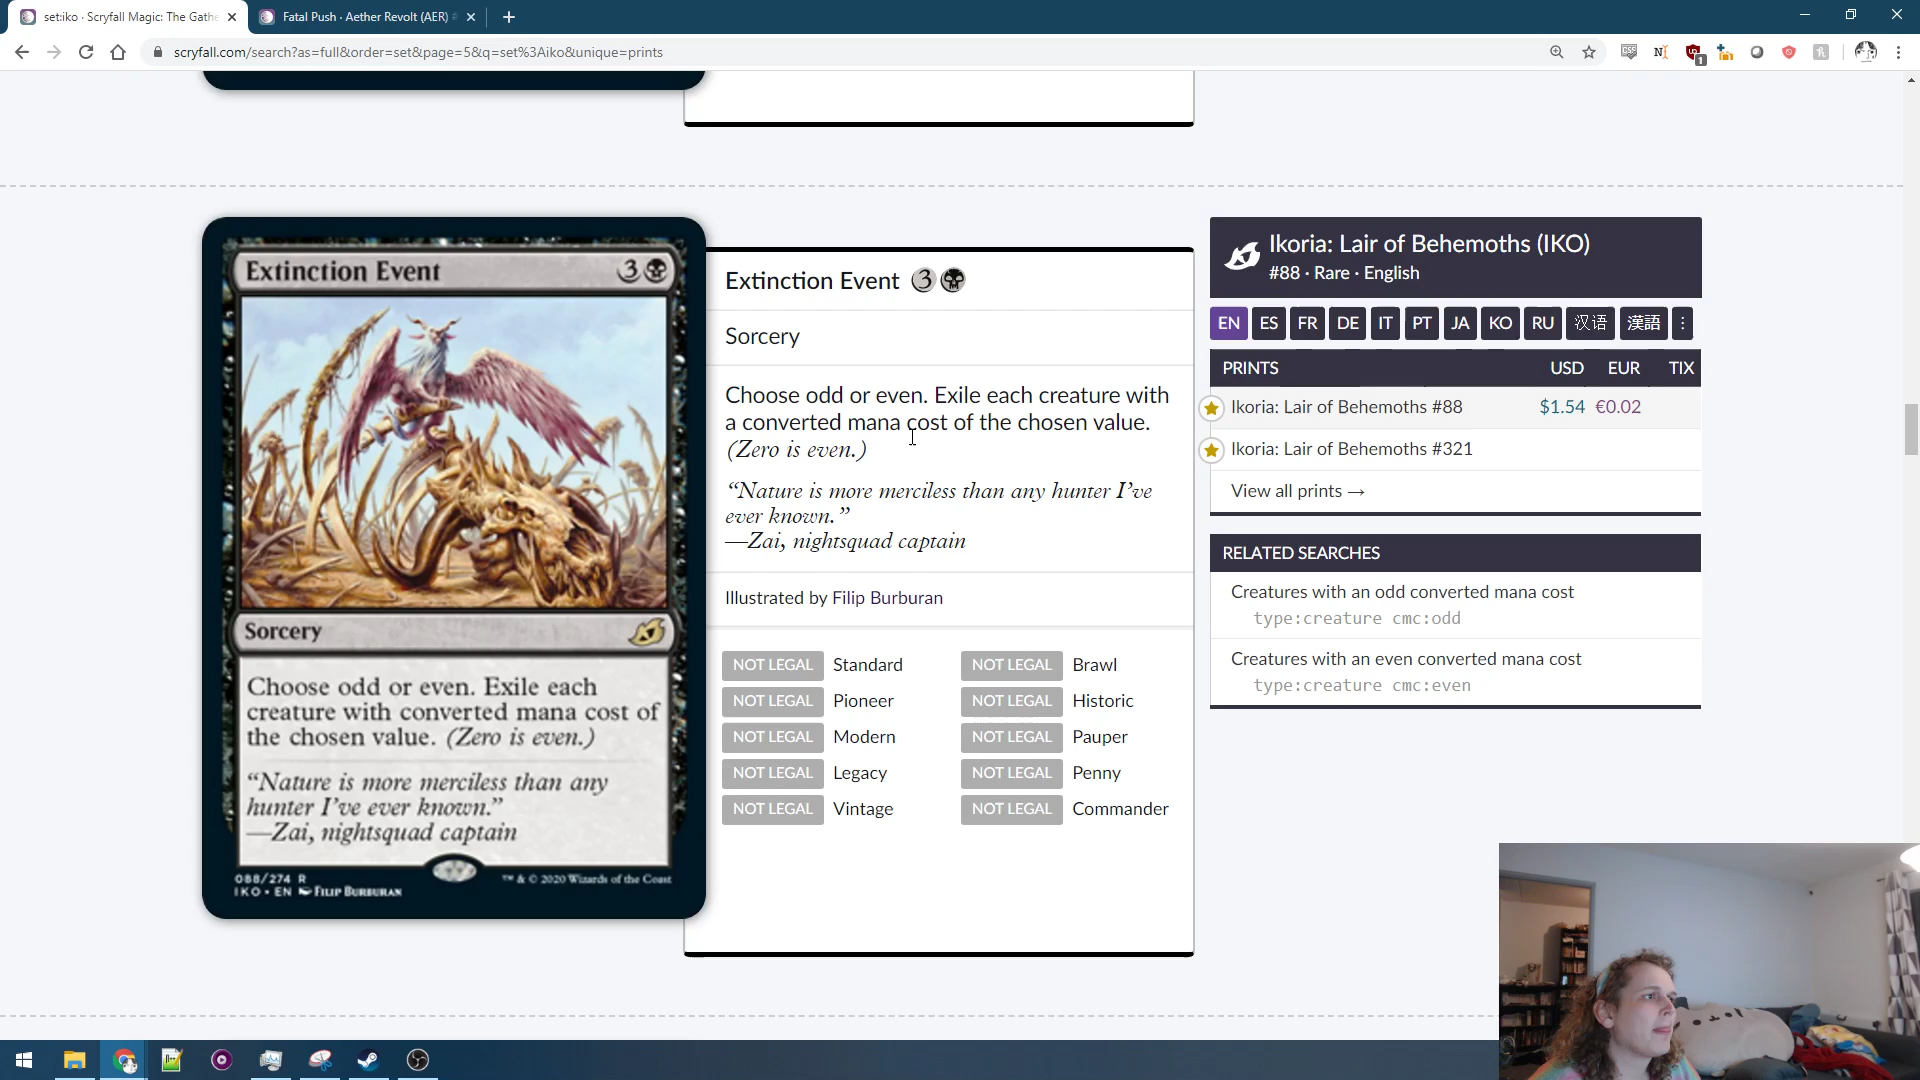 set:iko · Scryfall Magic: The Gathe
Fatal Push · Aether Revolt (AER)
scryfall.com/search?as=full&order=set&page=5&q=set%3Aiko&unique=prints
Extinction Event 3
Sorcery
Choose odd or even. Exile each
creature with converted mana cost of
the chosen value. (Zero is even.)
“Nature is more merciless than any
hunter I’ve ever known.”
—Zai, nightsquad captain
088/274 R
IKO • EN Filip Burburan
™ & © 2020 Wizards of the Coast
Extinction Event 3
Sorcery
Choose odd or even. Exile each creature with
a converted mana cost of the chosen value.
(Zero is even.)
“Nature is more merciless than any hunter I’ve
ever known.”
—Zai, nightsquad captain
Illustrated by Filip Burburan
NOT LEGAL Standard NOT LEGAL Brawl
NOT LEGAL Pioneer NOT LEGAL Historic
NOT LEGAL Modern NOT LEGAL Pauper
NOT LEGAL Legacy NOT LEGAL Penny
NOT LEGAL Vintage NOT LEGAL Commander
Ikoria: Lair of Behemoths (IKO)
#88 · Rare · English
EN ES FR DE IT PT JA KO RU 汉语 漢語
PRINTS USD EUR TIX
Ikoria: Lair of Behemoths #88 $1.54 €0.02
Ikoria: Lair of Behemoths #321
View all prints →
RELATED SEARCHES
Creatures with an odd converted mana cost
type:creature cmc:odd
Creatures with an even converted mana cost
type:creature cmc:even